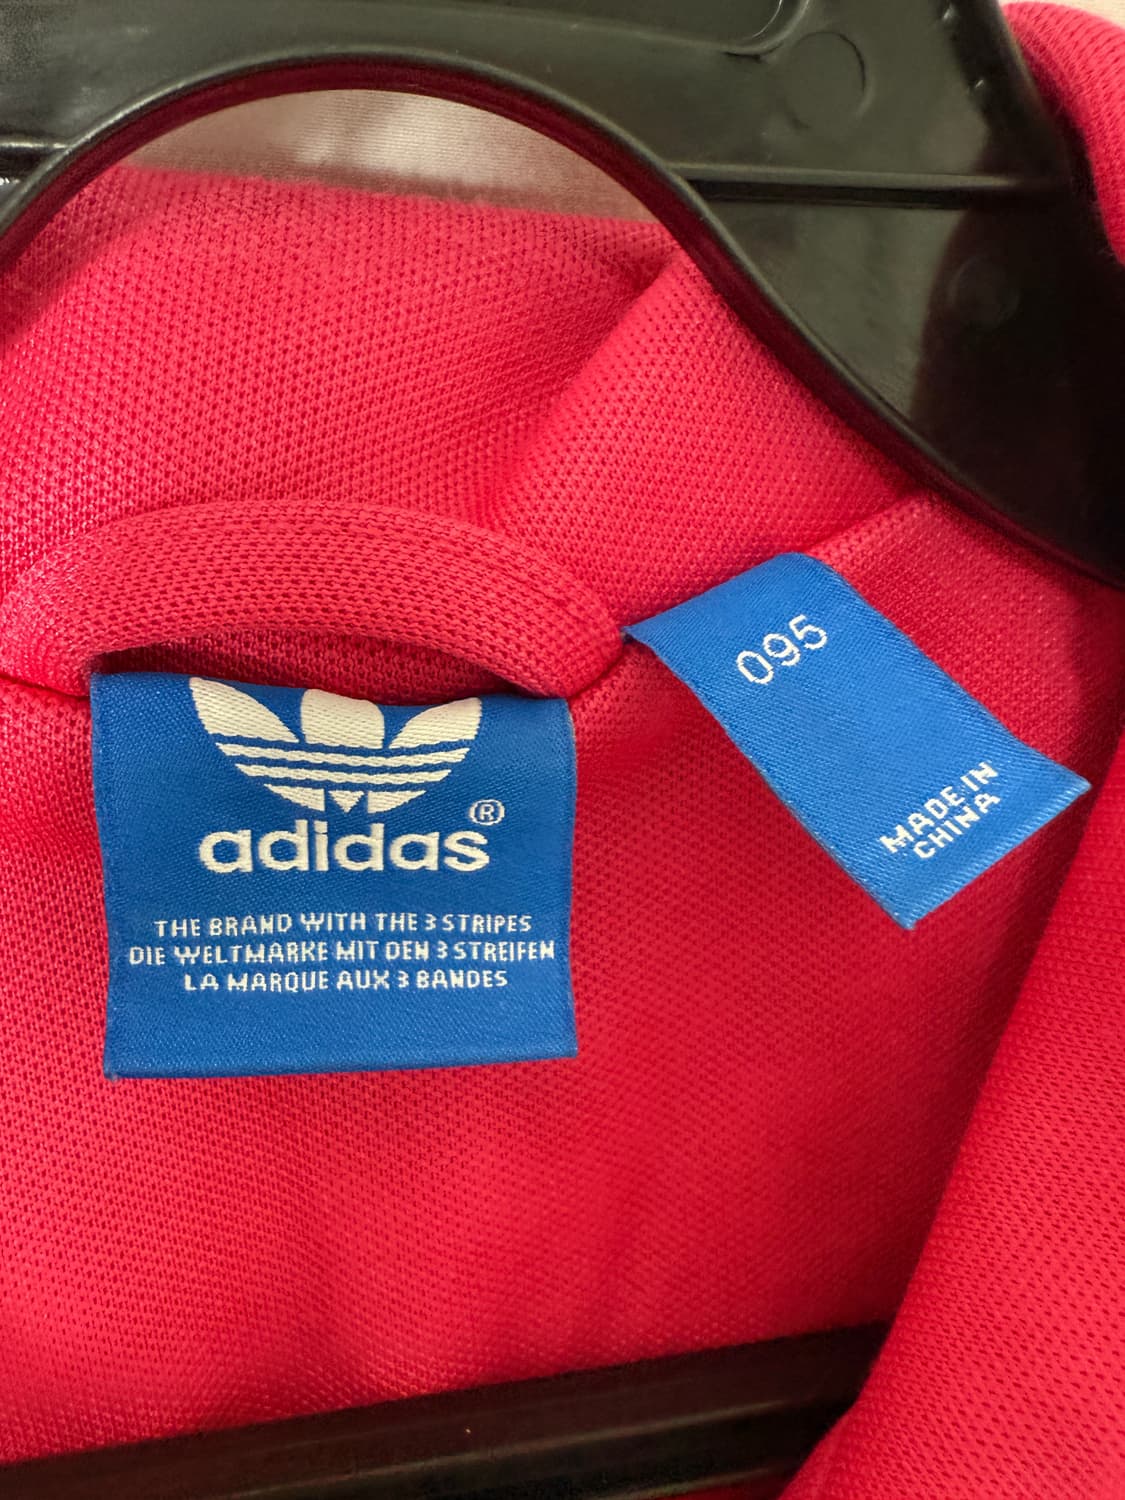 adidas®
THE BRAND WITH THE 3 STRIPES
DIE WELTMARKE MIT DEN 3 STREIFEN
LA MARQUE AUX 3 BANDES
095
MADE IN
CHINA